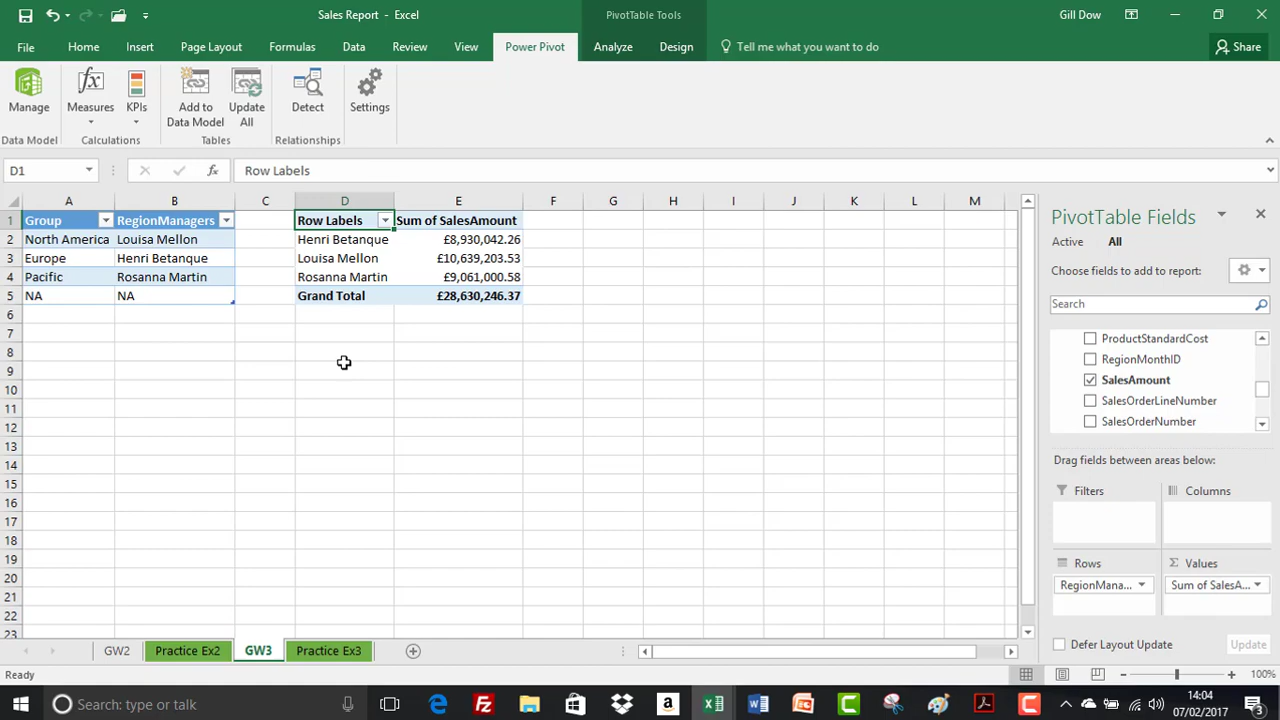 Sales Report - Excel
PivotTable Tools
Gill Dow
File Home Insert Page Layout Formulas Data Review View Power Pivot Analyze Design Tell me what you want to do Share
Manage Measures KPIs Add to Data Model Update All Detect Settings
Data Model Calculations Tables Relationships
D1 fx Row Labels
A B C D E F G H I J K L M
1 Group RegionManagers Row Labels Sum of SalesAmount
2 North America Louisa Mellon Henri Betanque £8,930,042.26
3 Europe Henri Betanque Louisa Mellon £10,639,203.53
4 Pacific Rosanna Martin Rosanna Martin £9,061,000.58
5 NA NA Grand Total £28,630,246.37
6
7
8
9
10
11
12
13
14
15
16
17
18
19
20
21
22
23
PivotTable Fields
Active All
Choose fields to add to report:
Search
ProductStandardCost
RegionMonthID
SalesAmount
SalesOrderLineNumber
SalesOrderNumber
Drag fields between areas below:
Filters Columns
Rows Σ Values
RegionMana... Sum of SalesA...
Defer Layout Update Update
GW2 Practice Ex2 GW3 Practice Ex3
Ready 100%
Search: Type here or talk
14:04
07/02/2017